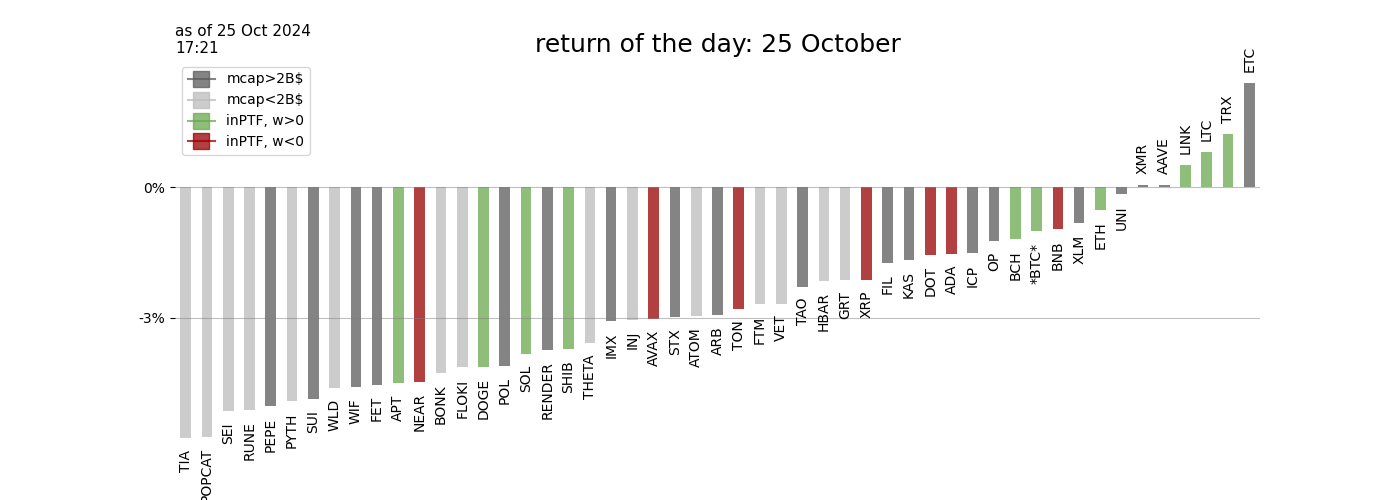 as of 25 Oct 2024
17:21
return of the day: 25 October
mcap>2B$
mcap<2B$
inPTF, w>0
inPTF, w<0
0%
-3%
TIA
POPCAT
SEI
RUNE
PEPE
PYTH
SUI
WLD
WIF
FET
APT
NEAR
BONK
FLOKI
DOGE
POL
SOL
RENDER
SHIB
THETA
IMX
INJ
AVAX
STX
ATOM
ARB
TON
FTM
VET
TAO
HBAR
GRT
XRP
FIL
KAS
DOT
ADA
ICP
OP
BCH
*BTC*
BNB
XLM
ETH
UNI
XMR
AAVE
LINK
LTC
TRX
ETC